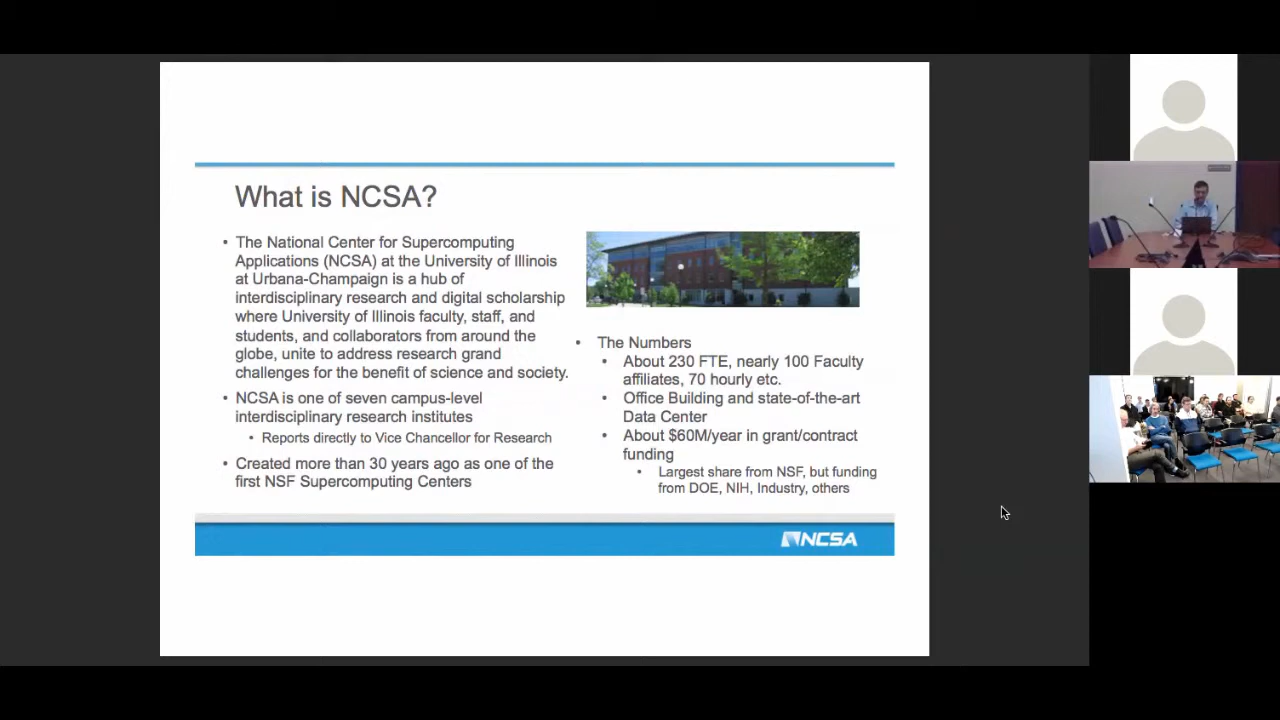 What is NCSA?
• The National Center for Supercomputing
Applications (NCSA) at the University of Illinois
at Urbana-Champaign is a hub of
interdisciplinary research and digital scholarship
where University of Illinois faculty, staff, and
students, and collaborators from around the
globe, unite to address research grand
challenges for the benefit of science and society.
• NCSA is one of seven campus-level
interdisciplinary research institutes
• Reports directly to Vice Chancellor for Research
• Created more than 30 years ago as one of the
first NSF Supercomputing Centers
• The Numbers
• About 230 FTE, nearly 100 Faculty
affiliates, 70 hourly etc.
• Office Building and state-of-the-art
Data Center
• About $60M/year in grant/contract
funding
• Largest share from NSF, but funding
from DOE, NIH, Industry, others
NCSA